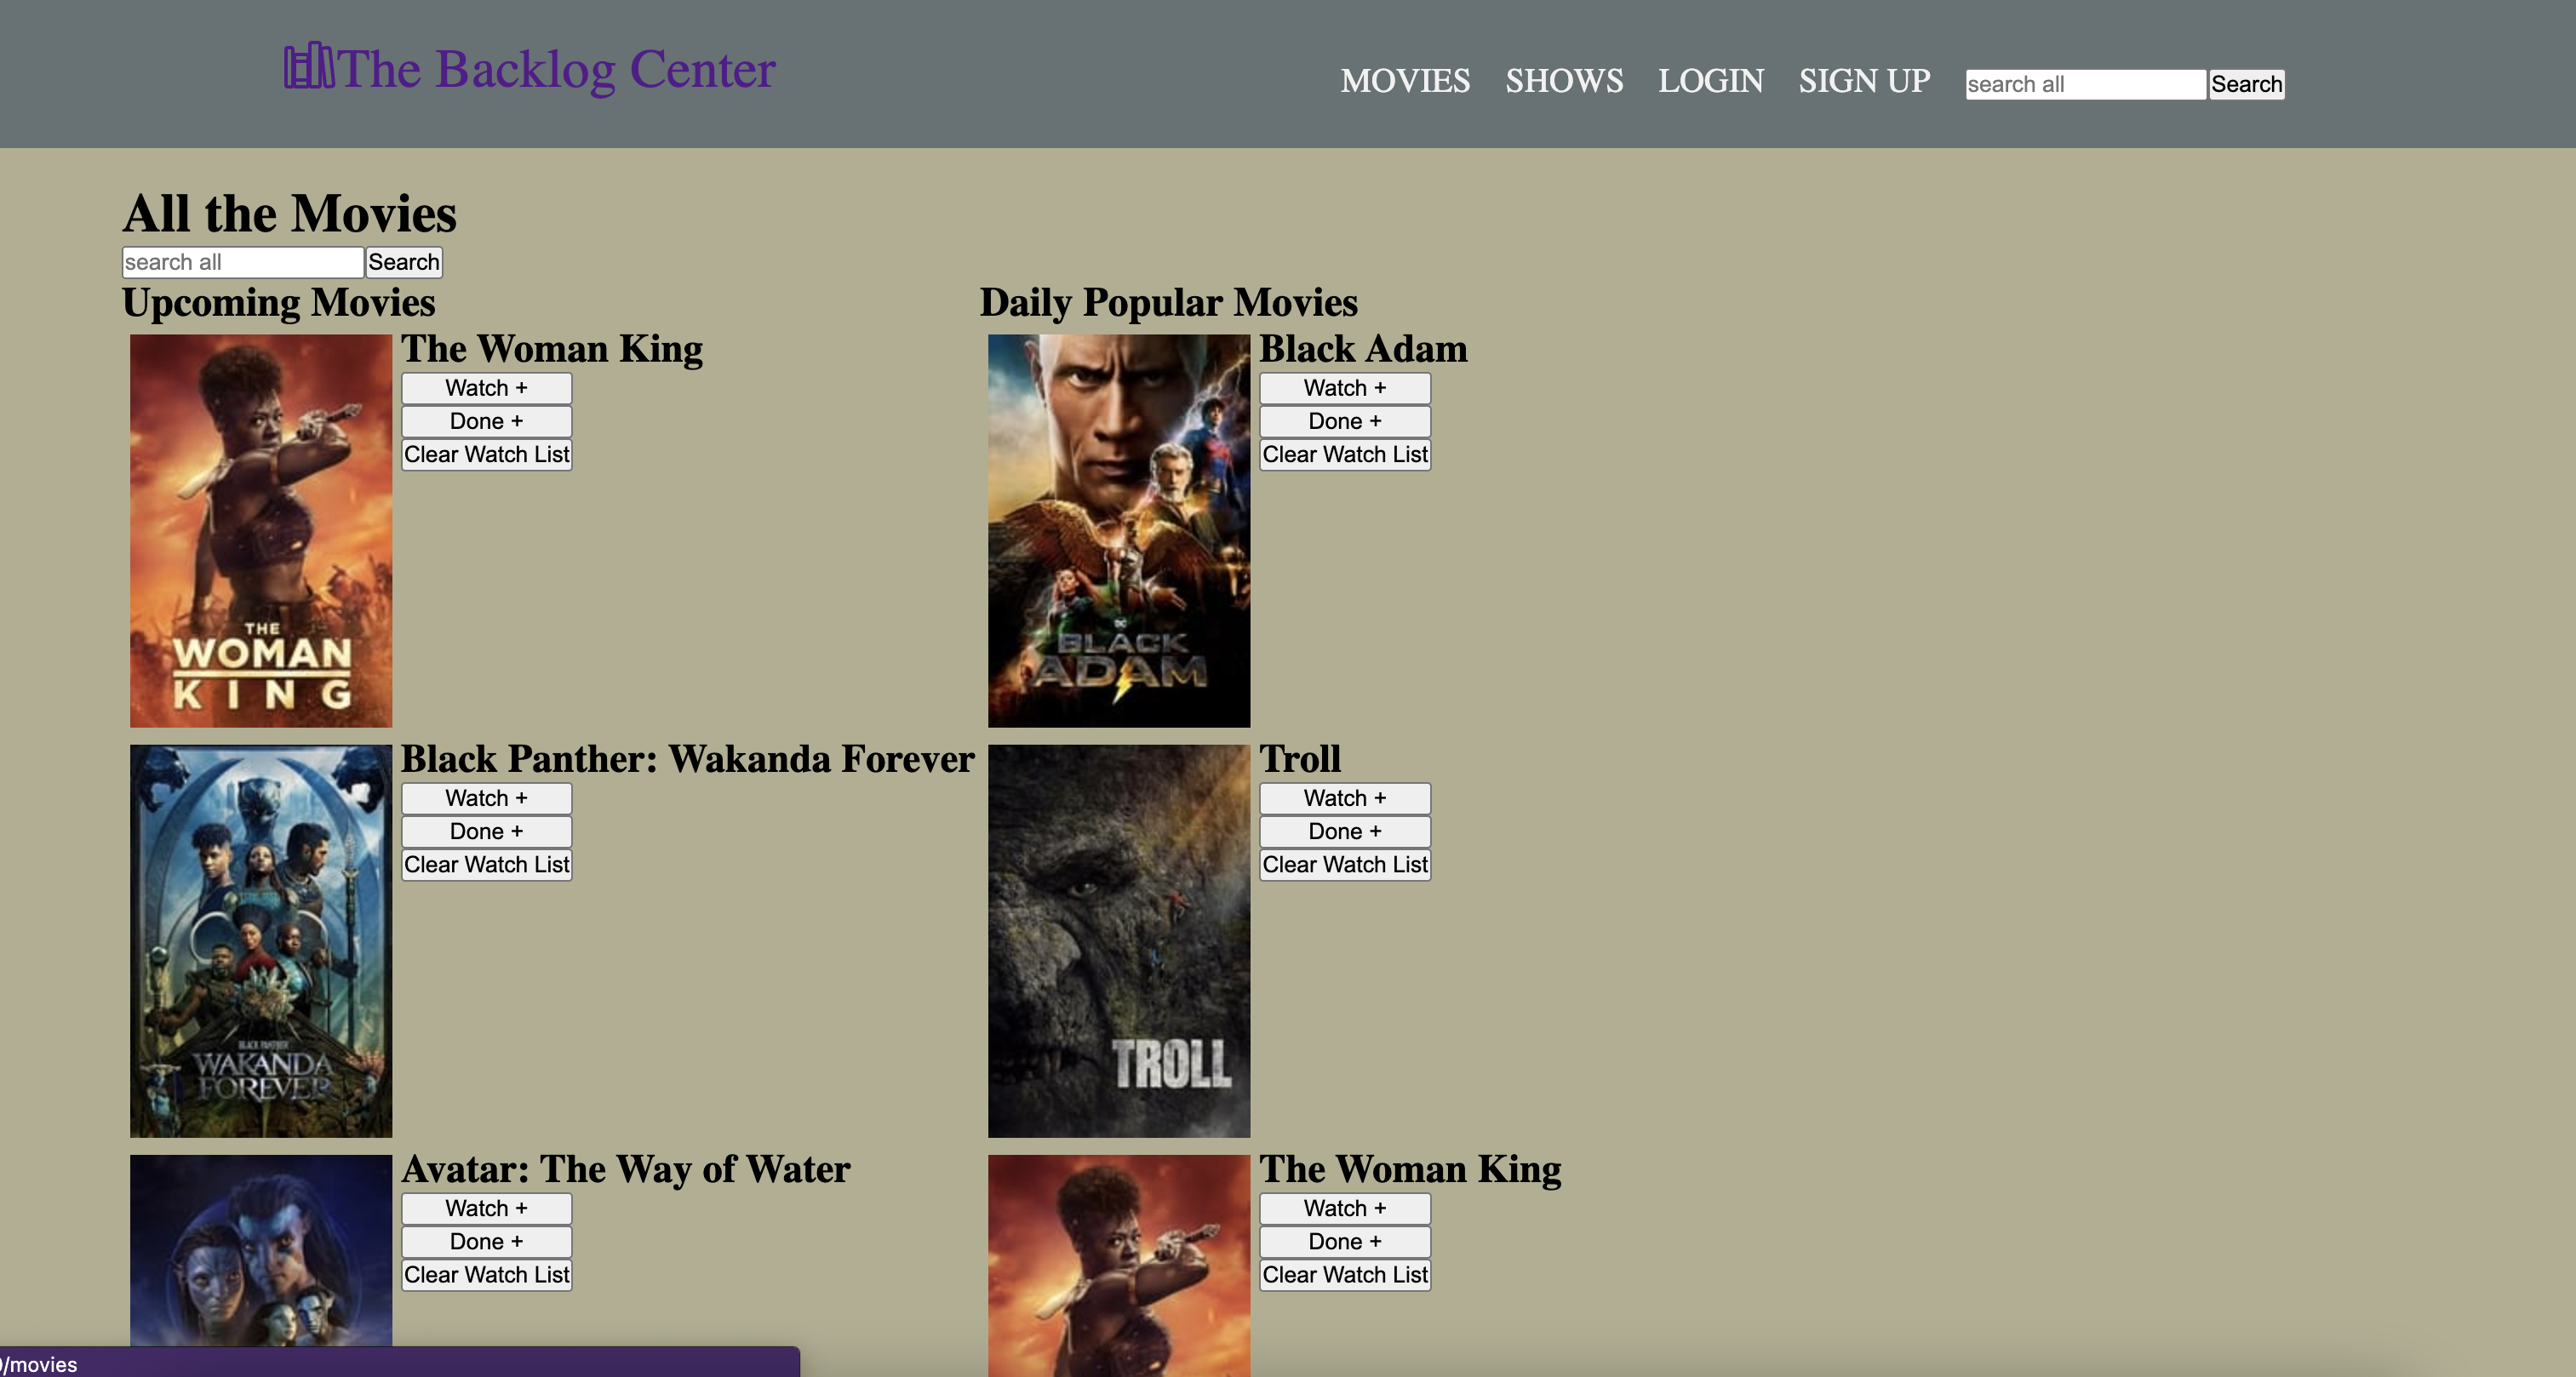 The Backlog Center
MOVIES SHOWS LOGIN SIGN UP search all Search
All the Movies
search all Search
Upcoming Movies
The Woman King
Watch +
Done +
Clear Watch List
THE
WOMAN
KING
Black Panther: Wakanda Forever
Watch +
Done +
Clear Watch List
BLACK PANTHER
WAKANDA
FOREVER
Avatar: The Way of Water
Watch +
Done +
Clear Watch List
Daily Popular Movies
Black Adam
Watch +
Done +
Clear Watch List
DC
BLACK
ADAM
Troll
Watch +
Done +
Clear Watch List
TROLL
The Woman King
Watch +
Done +
Clear Watch List
/movies